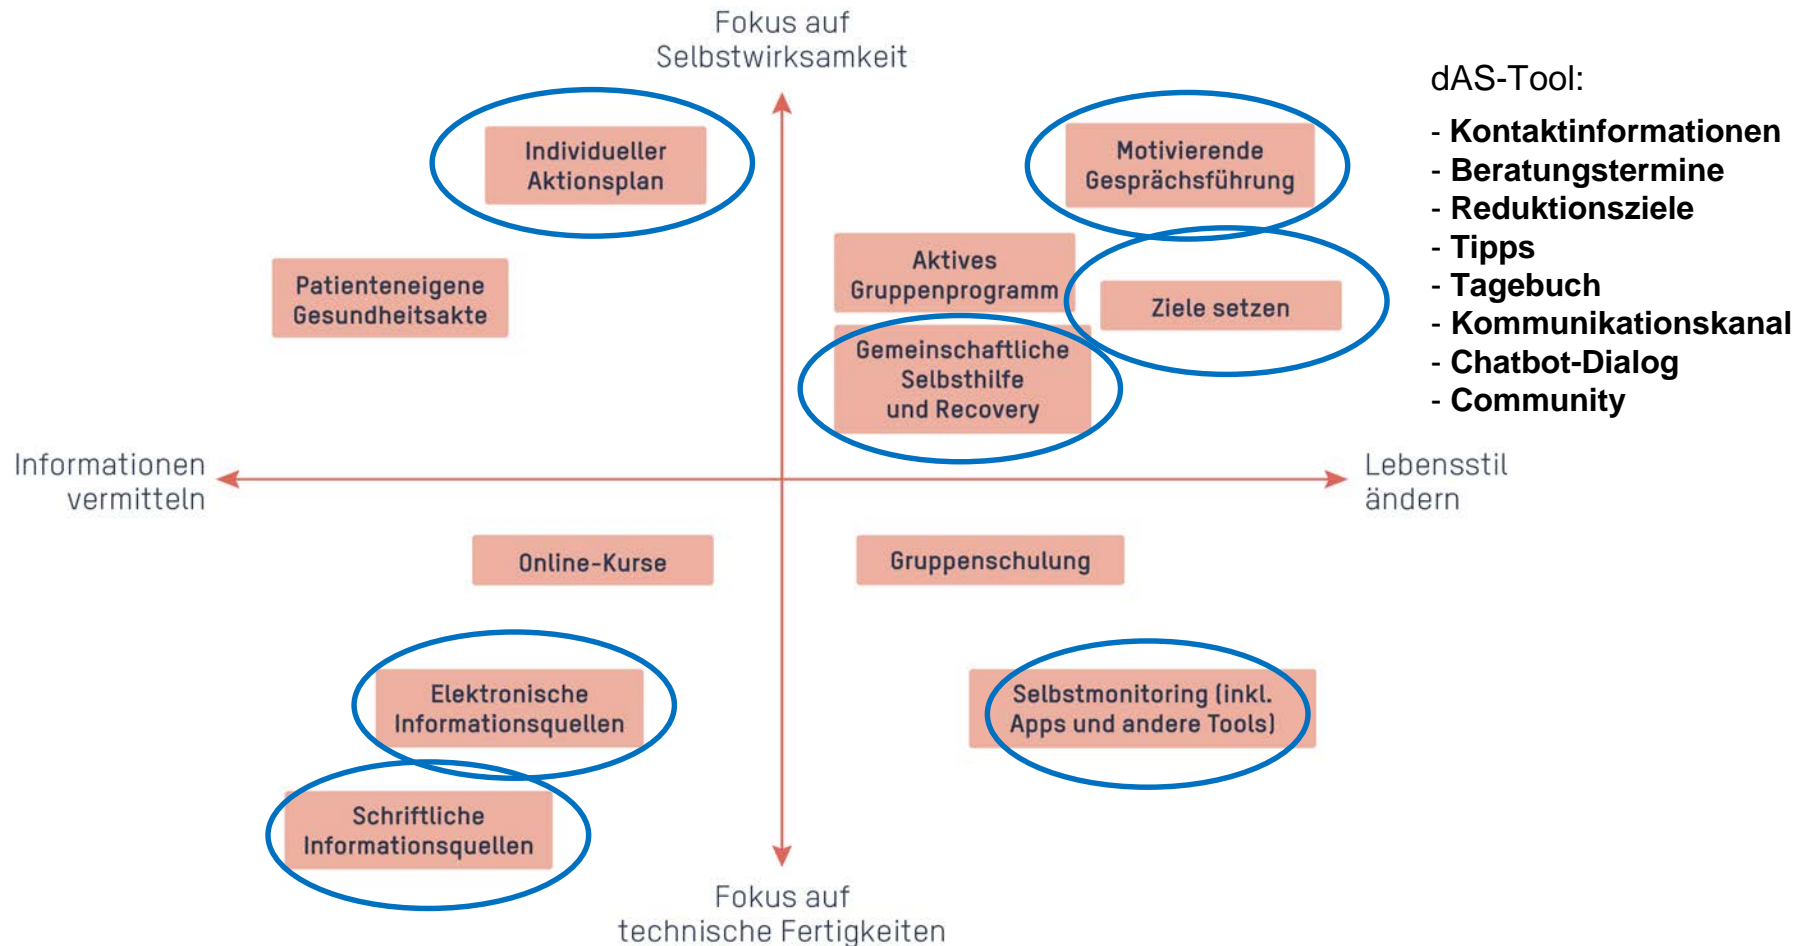 Fokus auf
Selbstwirksamkeit
Individueller
Aktionsplan
Motivierende
Gesprächsführung
Patienteneigene
Gesundheitsakte
Aktives
Gruppenprogramm
Ziele setzen
Gemeinschaftliche
Selbsthilfe
und Recovery
Informationen
vermitteln
Lebensstil
ändern
Online-Kurse
Gruppenschulung
Elektronische
Informationsquellen
Selbstmonitoring (inkl.
Apps und andere Tools)
Schriftliche
Informationsquellen
Fokus auf
technische Fertigkeiten
dAS-Tool:
- Kontaktinformationen
- Beratungstermine
- Reduktionsziele
- Tipps
- Tagebuch
- Kommunikationskanal
- Chatbot-Dialog
- Community